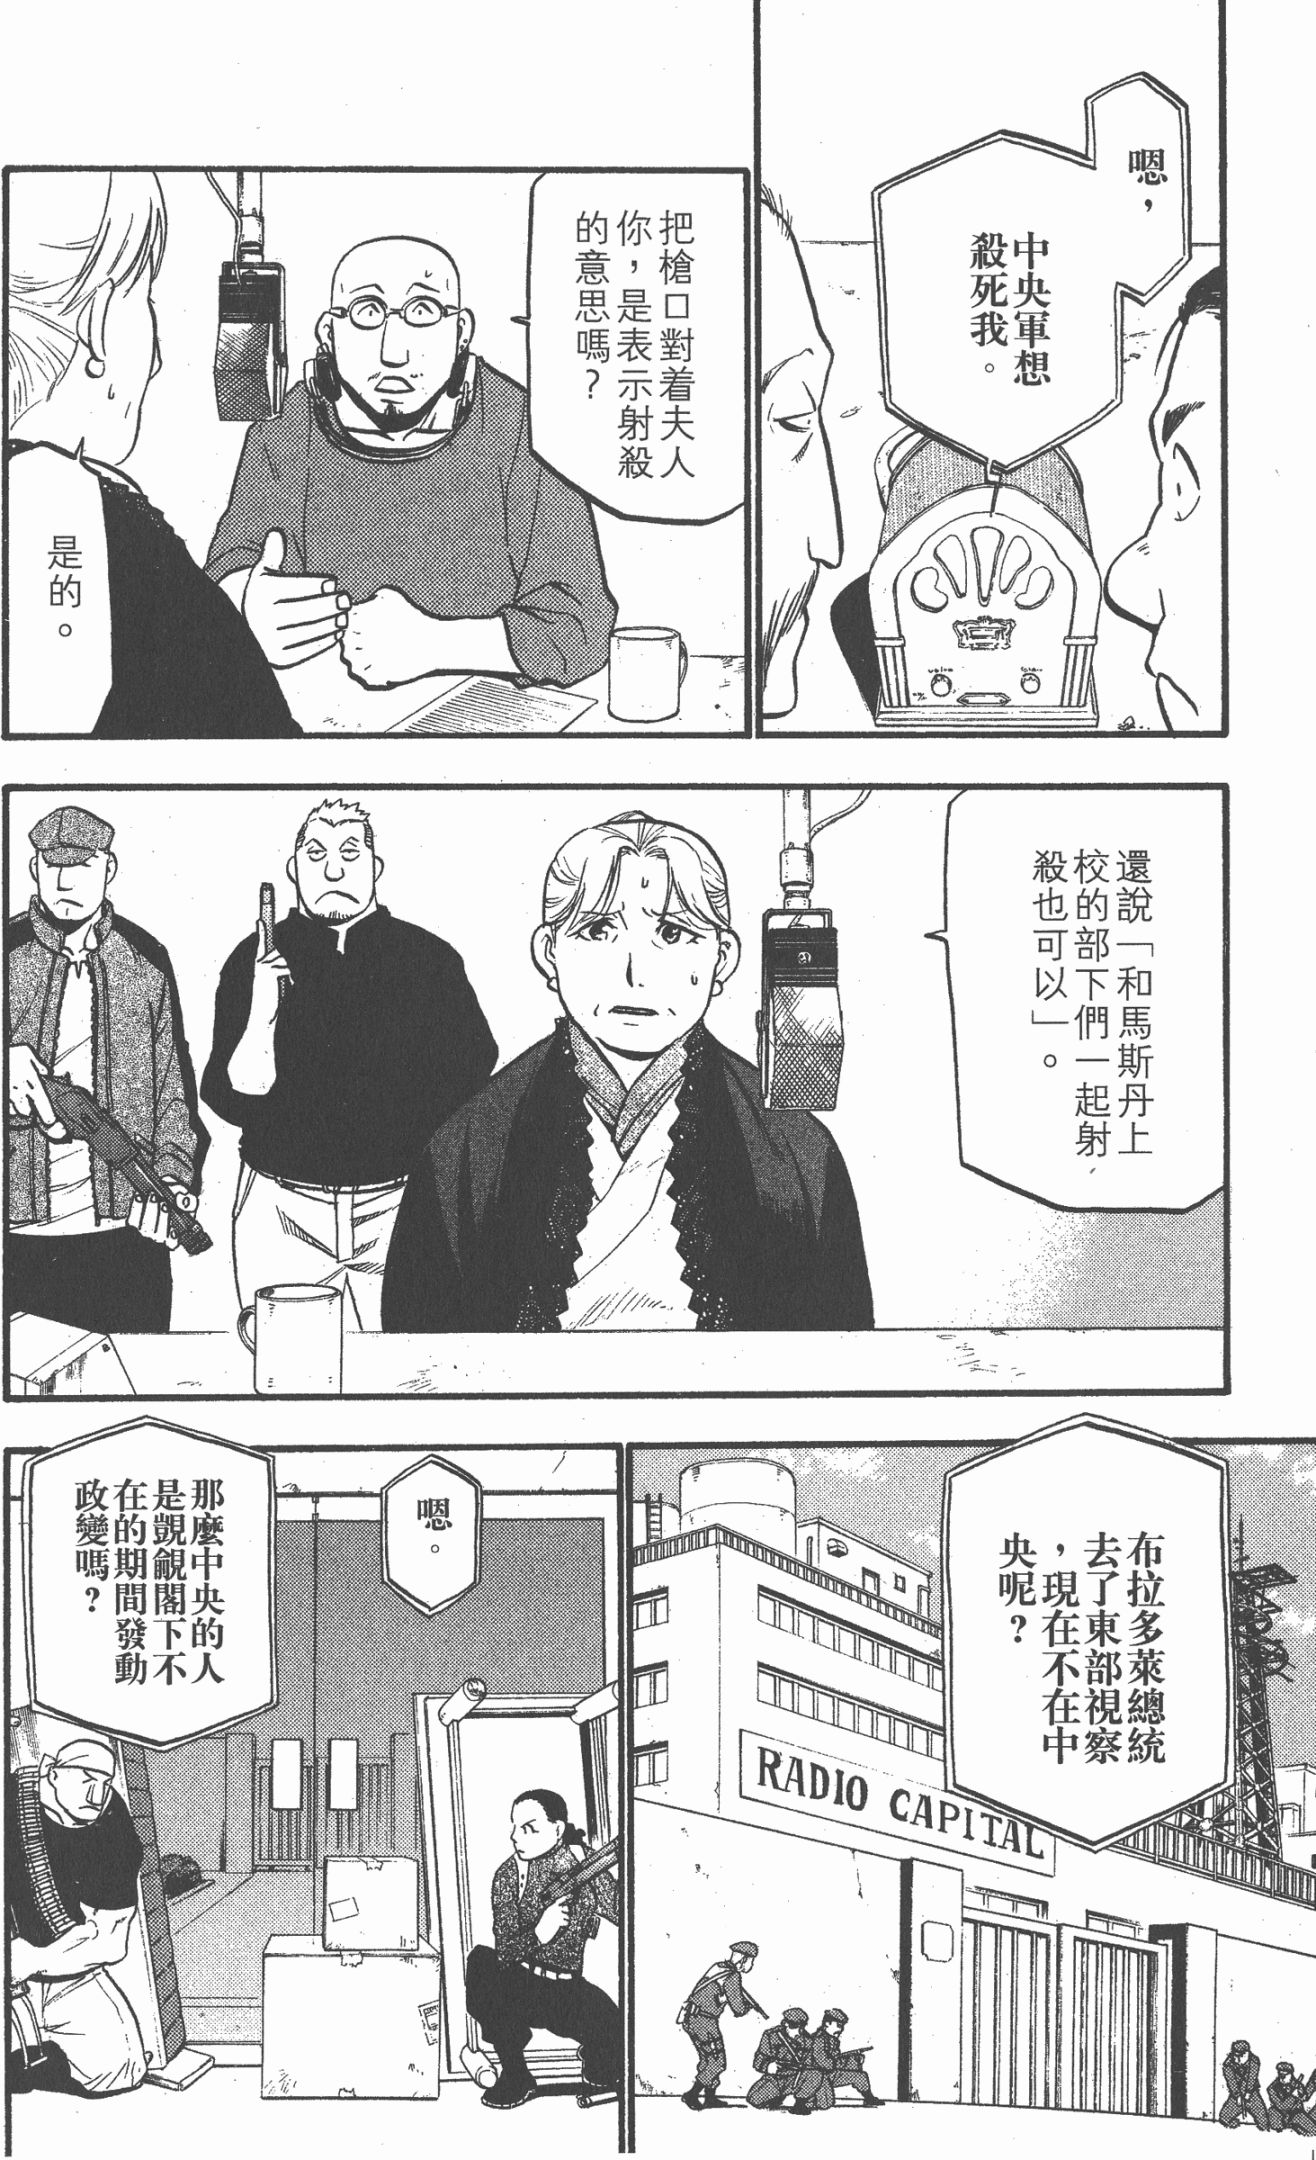 嗯，
中央軍想
殺死我。
把槍口對着夫人
你，是表示射殺
的意思嗎？
是的。
還說「和馬斯丹上
校的部下們一起射
殺也可以」。
布拉多萊總統
去了東部視察
，現在不在中
央呢？
RADIO CAPITAL
嗯。
那麼中央的人
是覬覦閣下不
在的期間發動
政變嗎？